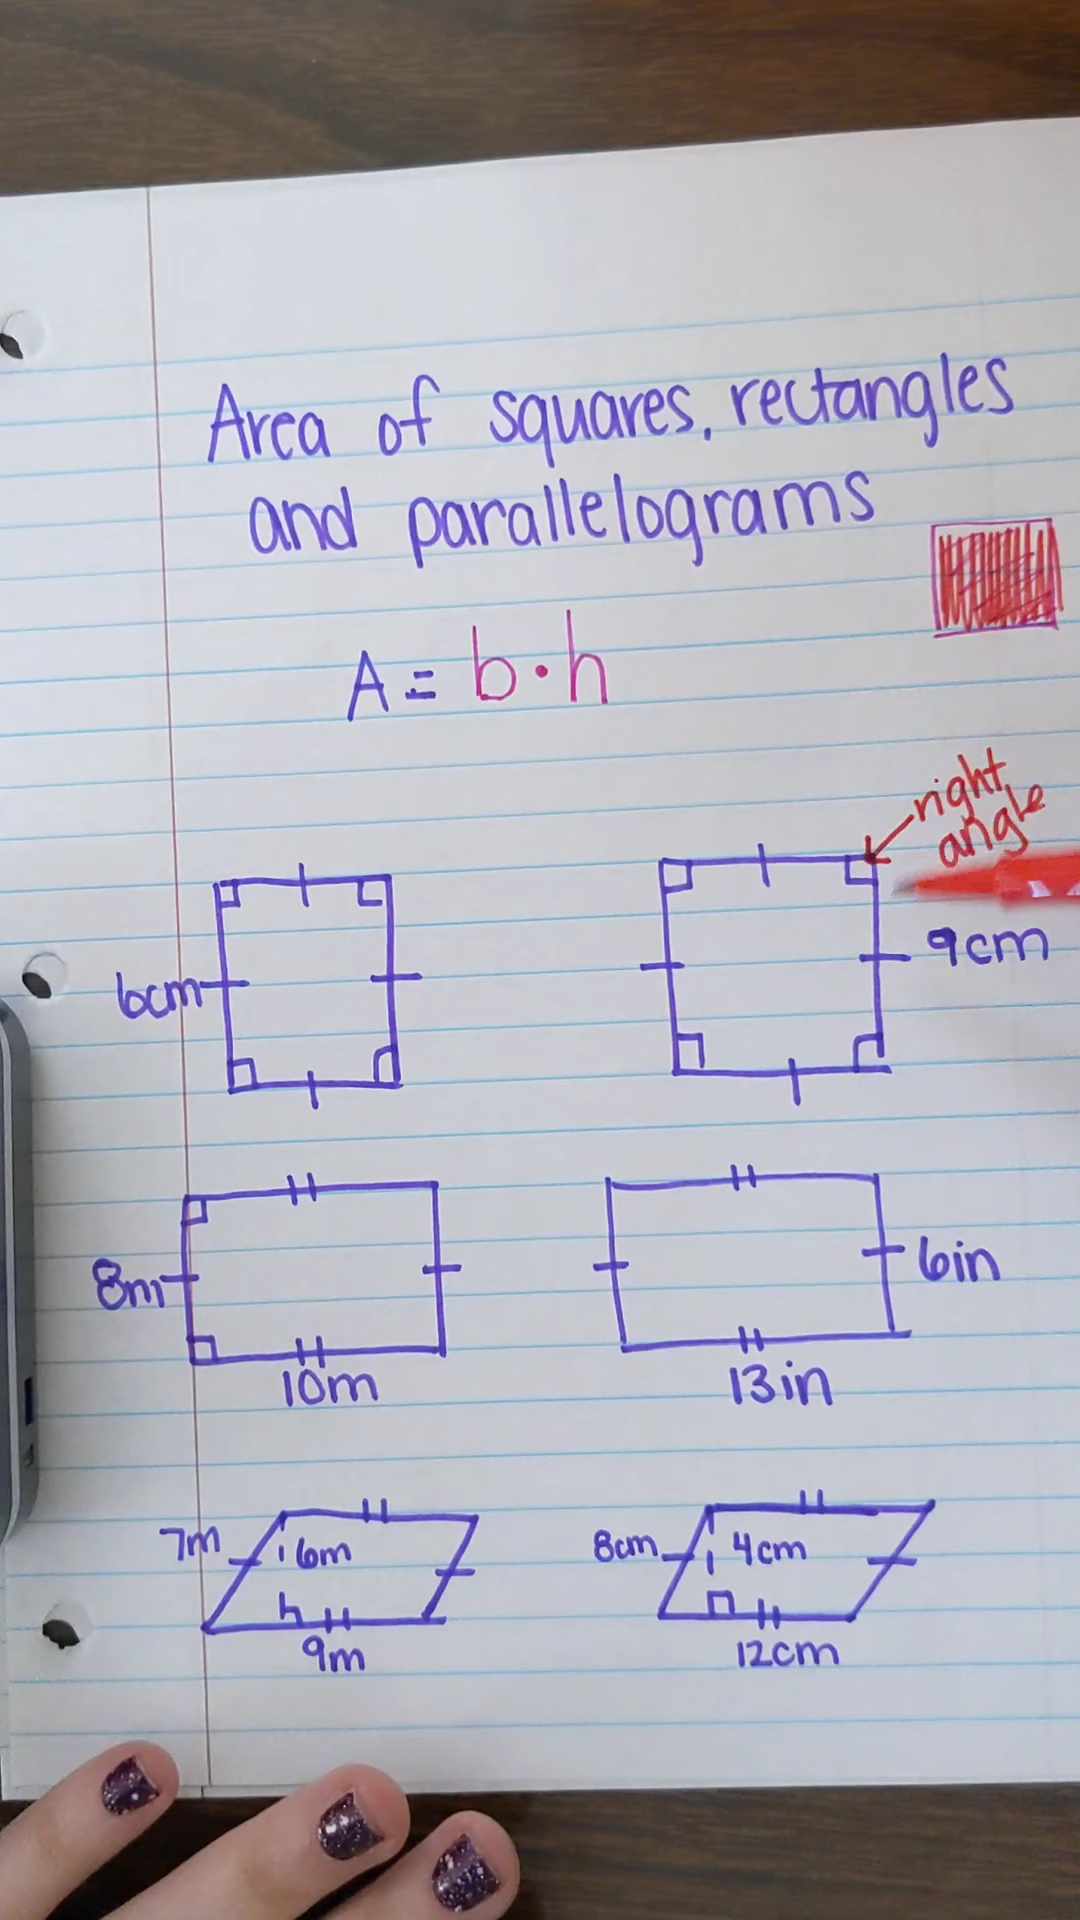 Area of squares, rectangles
and parallelograms
A = b · h
right
angle
6cm
9cm
8m
10m
6in
13in
7m
6m
9m
8cm
4cm
12cm